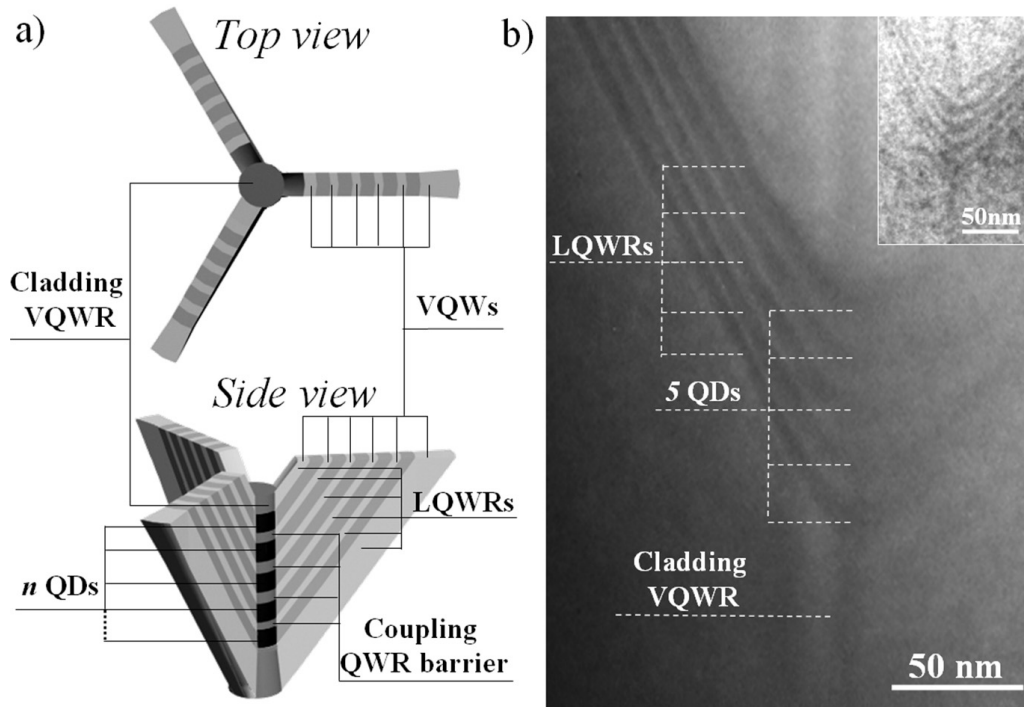 a)
Top view
Cladding
VQWR
VQWs
Side view
LQWRs
n QDs
Coupling
QWR barrier
b)
50nm
LQWRs
5 QDs
Cladding
VQWR
50 nm